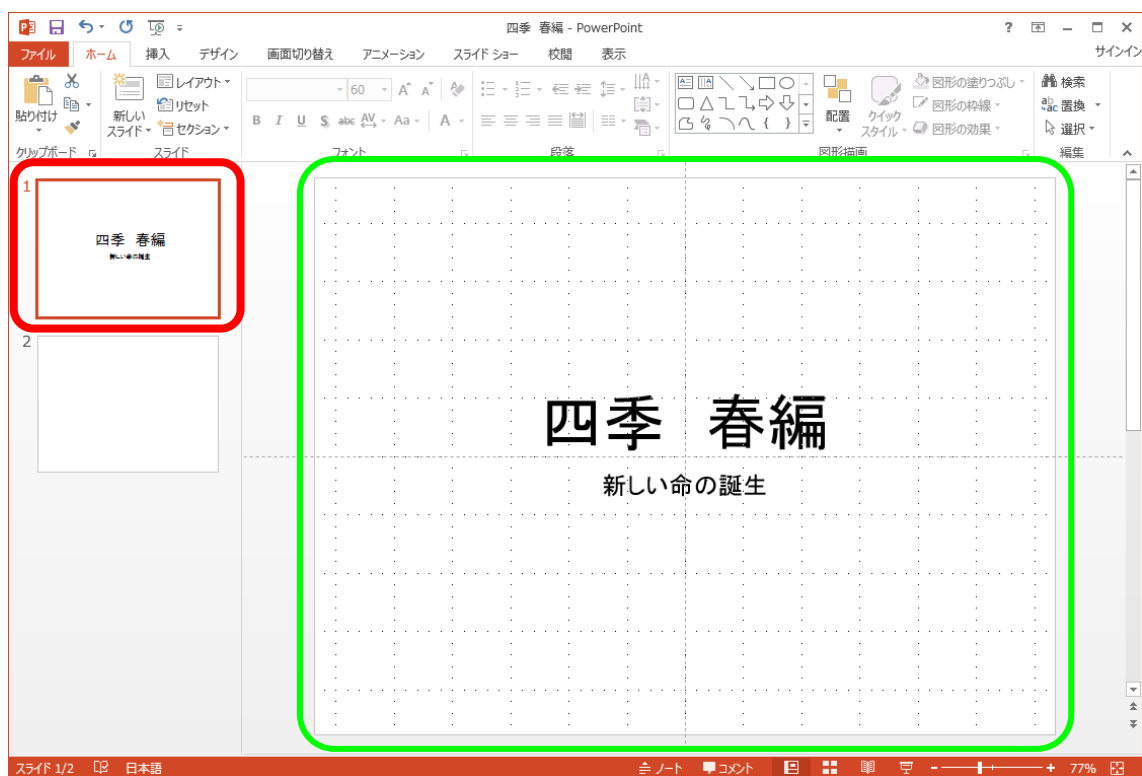 四季 春編 - PowerPoint
ファイル ホーム 挿入 デザイン 画面切り替え アニメーション スライド ショー 校閲 表示 サインイン
貼り付け
新しい
スライド
レイアウト
リセット
セクション
60
B I U S abc AV Aa A
配置
クイック
スタイル
図形の塗りつぶし
図形の枠線
図形の効果
検索
置換
選択
クリップボード スライド フォント 段落 図形描画 編集
1
四季 春編
新しい命の誕生
2
四季 春編
新しい命の誕生
スライド 1/2 日本語 ノート コメント 77%